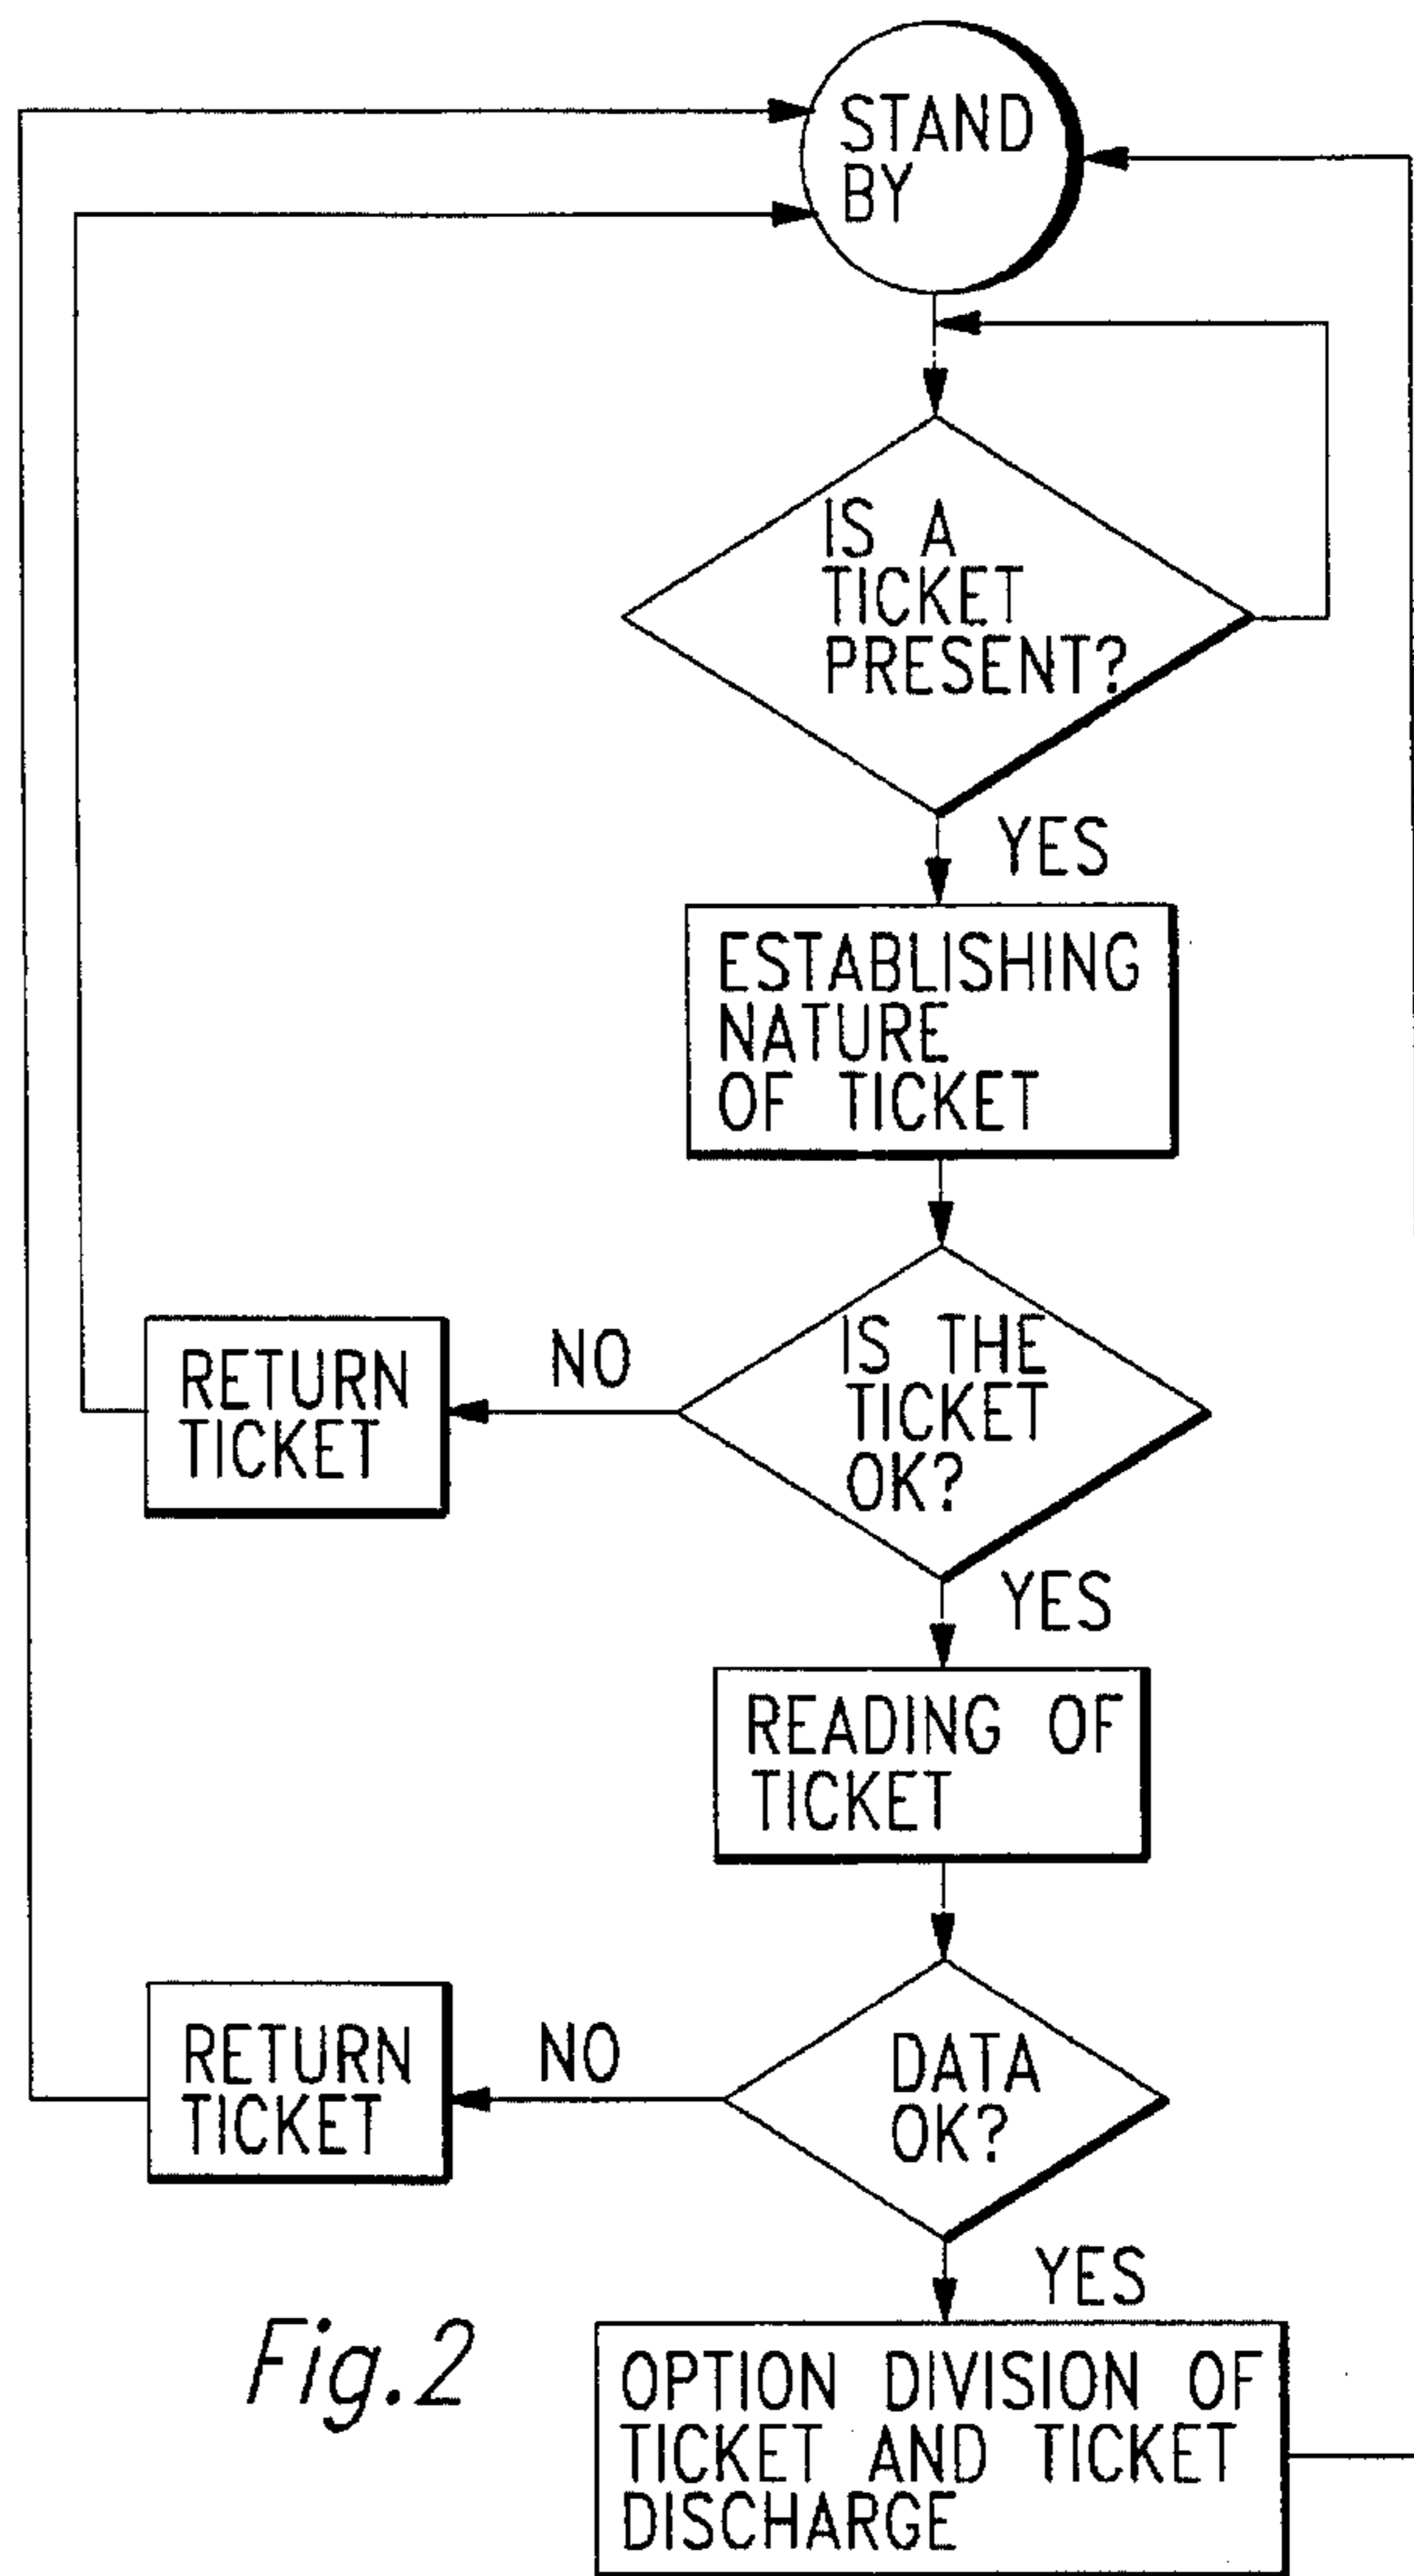 STAND
BY
IS A
TICKET
PRESENT?
YES
ESTABLISHING
NATURE
OF TICKET
IS THE
TICKET
OK?
NO
RETURN
TICKET
YES
READING OF
TICKET
DATA
OK?
NO
RETURN
TICKET
YES
OPTION DIVISION OF
TICKET AND TICKET
DISCHARGE
Fig.2